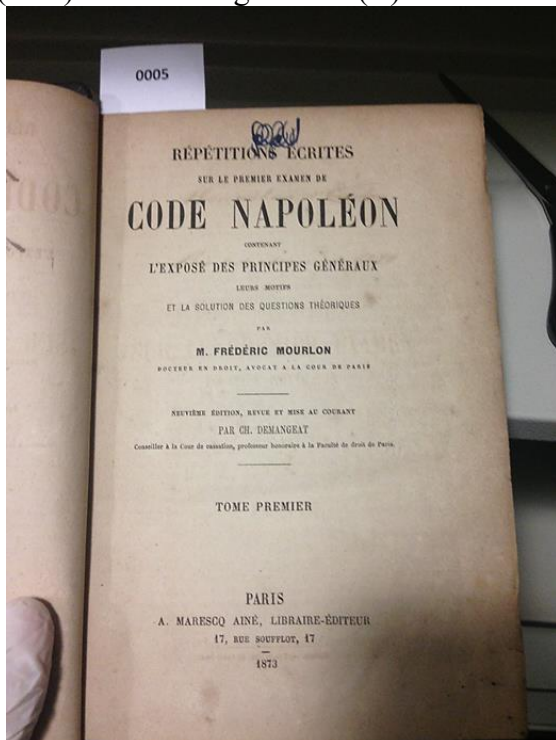 0005
RÉPÉTITIONS ÉCRITES
SUR LE PREMIER EXAMEN DE
CODE NAPOLÉON
CONTENANT
L'EXPOSÉ DES PRINCIPES GÉNÉRAUX
LEURS MOTIFS
ET LA SOLUTION DES QUESTIONS THÉORIQUES
PAR
M. FRÉDÉRIC MOURLON
DOCTEUR EN DROIT, AVOCAT A LA COUR DE PARIS
NEUVIÈME ÉDITION, REVUE ET MISE AU COURANT
PAR CH. DEMANGEAT
Conseiller à la Cour de cassation, professeur honoraire à la Faculté de droit de Paris.
TOME PREMIER
PARIS
A. MARESCQ AINÉ, LIBRAIRE-ÉDITEUR
17, RUE SOUFFLOT, 17
1873